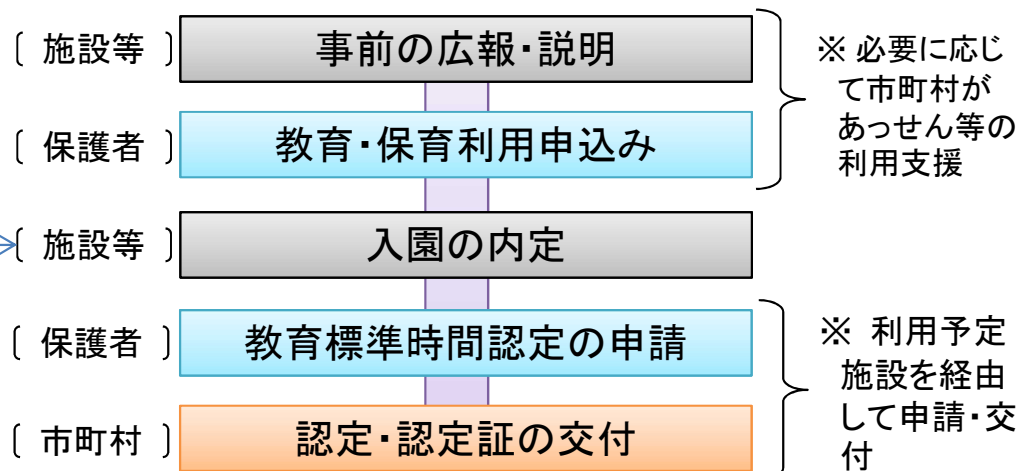 〔 施設等 〕 事前の広報・説明
〔 保護者 〕 教育・保育利用申込み
※ 必要に応じ
て市町村が
あっせん等の
利用支援
〔 施設等 〕 入園の内定
〔 保護者 〕 教育標準時間認定の申請
〔 市町村 〕 認定・認定証の交付
※ 利用予定
施設を経由
して申請・交
付